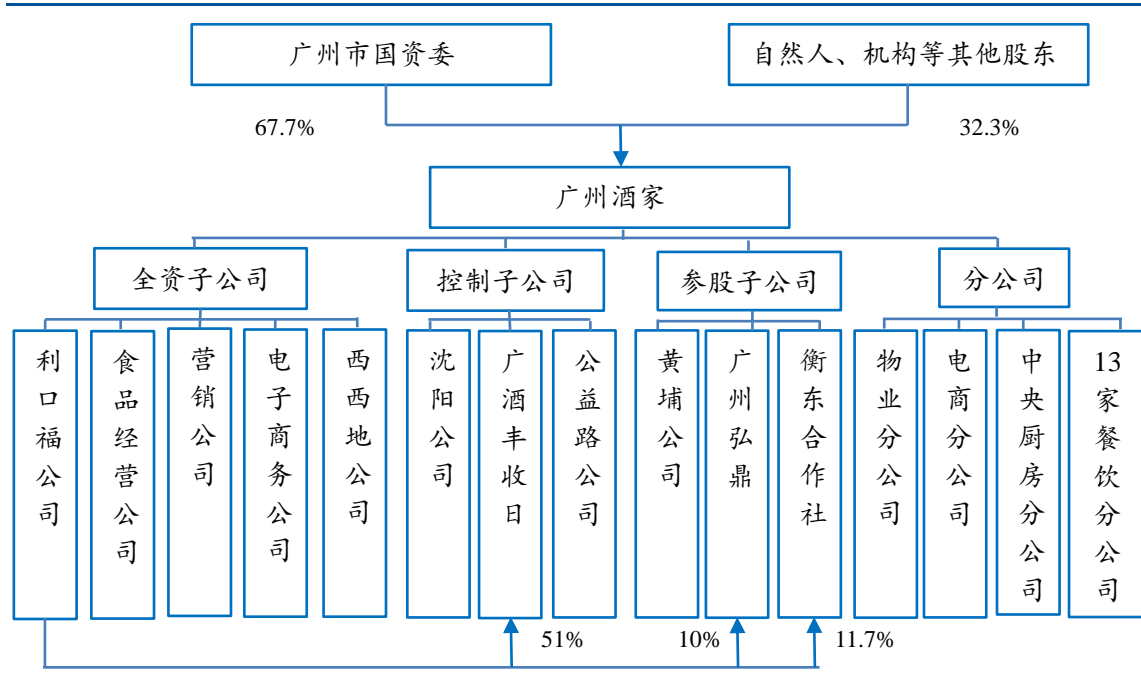 广州市国资委
自然人、机构等其他股东
67.7%
32.3%
广州酒家
全资子公司
控制子公司
参股子公司
分公司
利口福公司
食品经营公司
营销公司
电子商务公司
西西地公司
沈阳公司
广酒丰收日
公益路公司
黄埔公司
广州弘鼎
衡东合作社
物业分公司
电商分公司
中央厨房分公司
13家餐饮分公司
51%
10%
11.7%